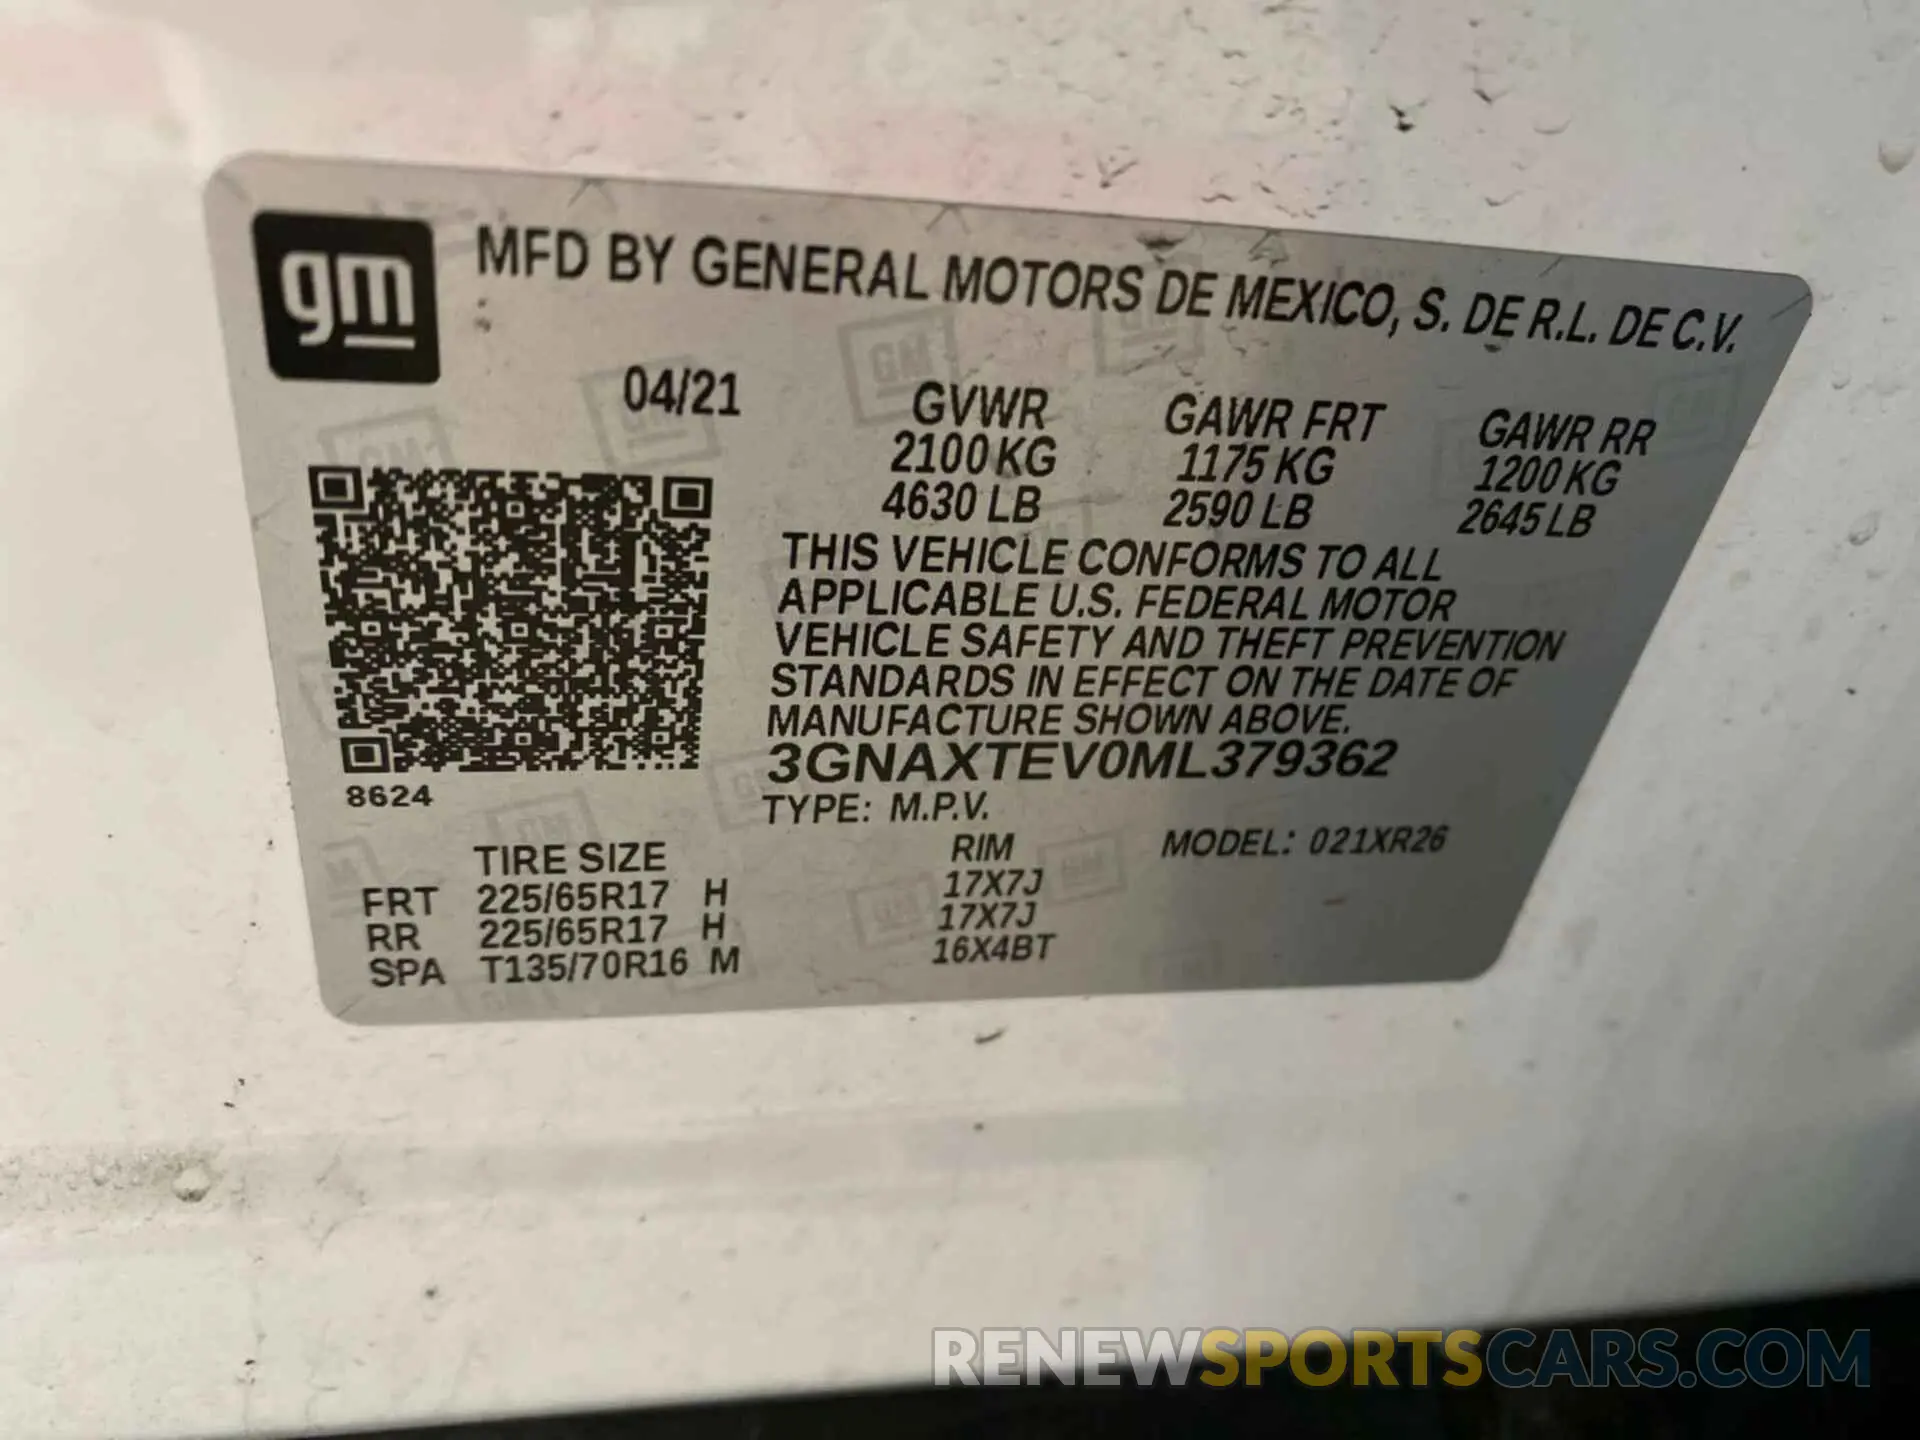 gm
MFD BY GENERAL MOTORS DE MEXICO, S. DE R.L. DE C.V.
04/21
GVWR GAWR FRT GAWR RR
2100 KG 1175 KG 1200 KG
4630 LB 2590 LB 2645 LB
THIS VEHICLE CONFORMS TO ALL
APPLICABLE U.S. FEDERAL MOTOR
VEHICLE SAFETY AND THEFT PREVENTION
STANDARDS IN EFFECT ON THE DATE OF
MANUFACTURE SHOWN ABOVE.
3GNAXTEV0ML379362
8624
TYPE: M.P.V.
MODEL: 021XR26
TIRE SIZE RIM
FRT 225/65R17 H 17X7J
RR 225/65R17 H 17X7J
SPA T135/70R16 M 16X4BT
RENEWSPORTSCARS.COM